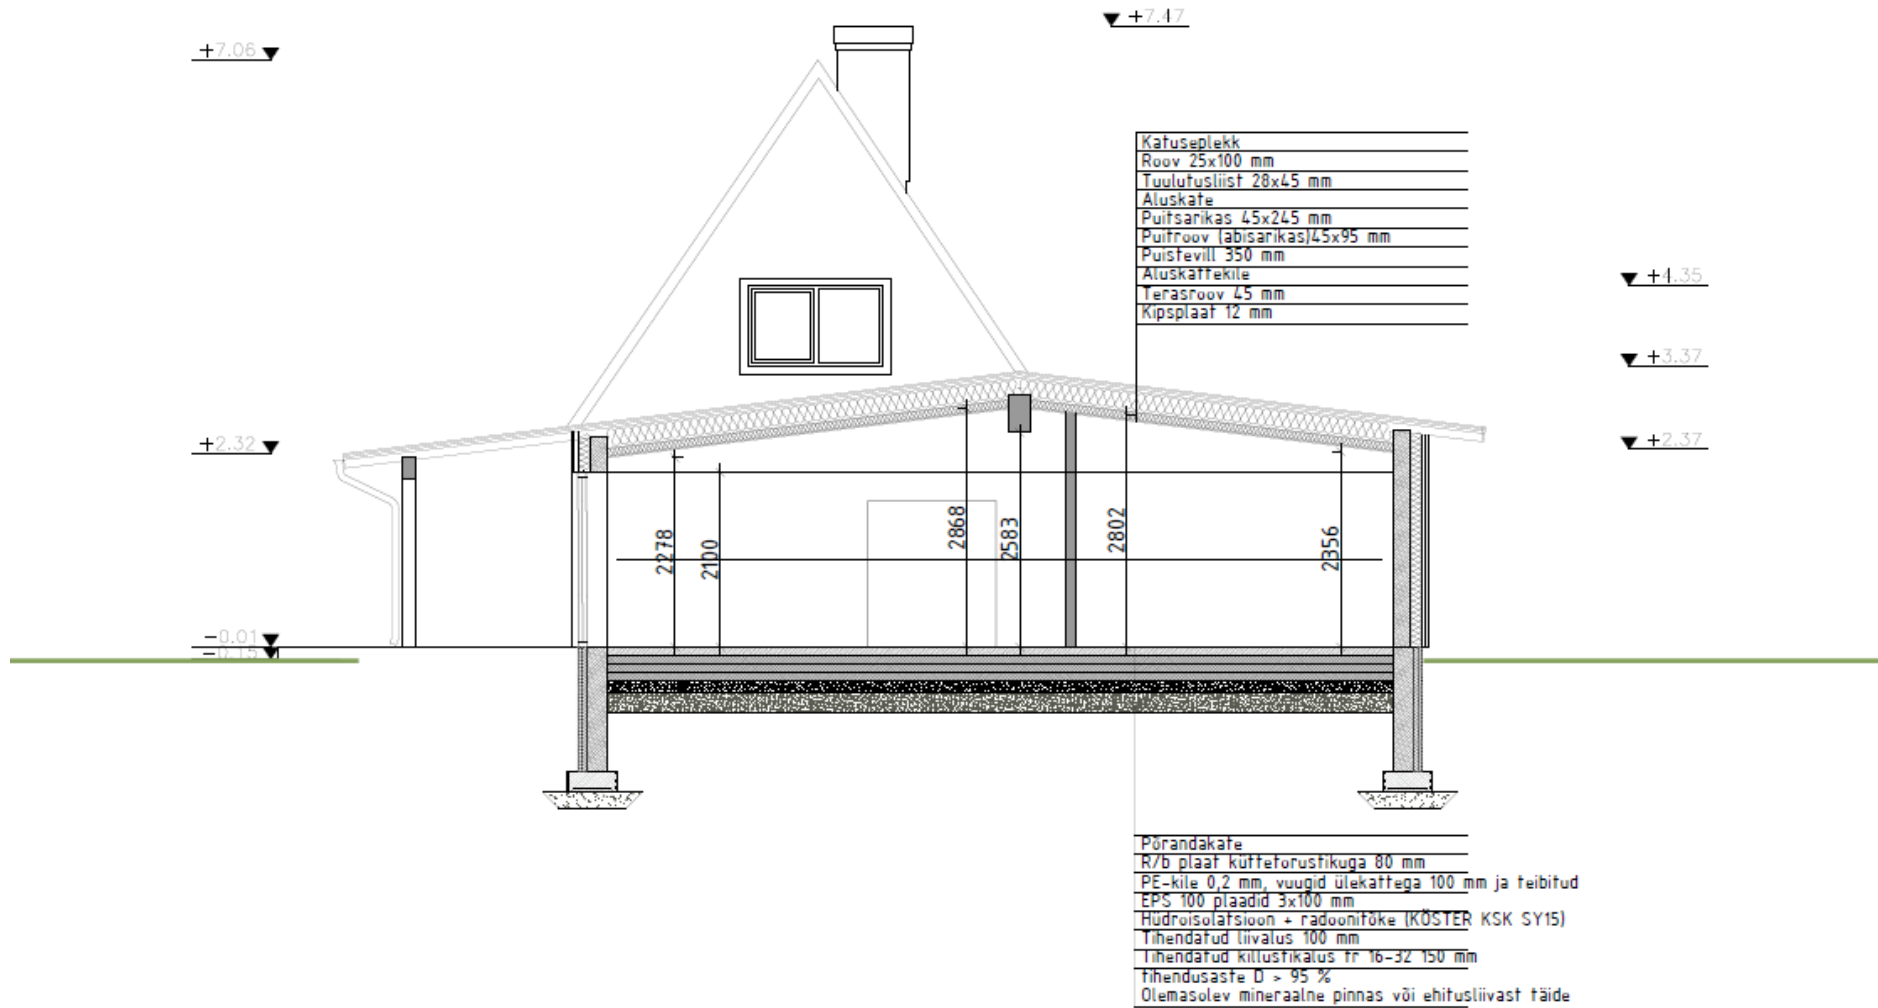 +7.47
+7.06
Katuseplekk
Roov 25x100 mm
Tuulutusliist 28x45 mm
Aluskate
Puitsarikas 45x245 mm
Puitroov (abisarikas)45x95 mm
Puistevill 350 mm
Aluskattekile
Terasroov 45 mm
Kipsplaat 12 mm
+4.35
+3.37
+2.32
+2.37
2278
2100
2868
2583
2802
2356
-0.01
-0.15
Põrandakate
R/b plaat küttetorustikuga 80 mm
PE-kile 0,2 mm, vuugid ülekattega 100 mm ja teibitud
EPS 100 plaadid 3x100 mm
Hüdroisolatsioon + radoonitõke (KÖSTER KSK SY15)
Tihendatud liivalus 100 mm
Tihendatud killustikalus fr 16-32 150 mm
tihendusaste D > 95 %
Olemasolev mineraalne pinnas või ehitusliivast täide